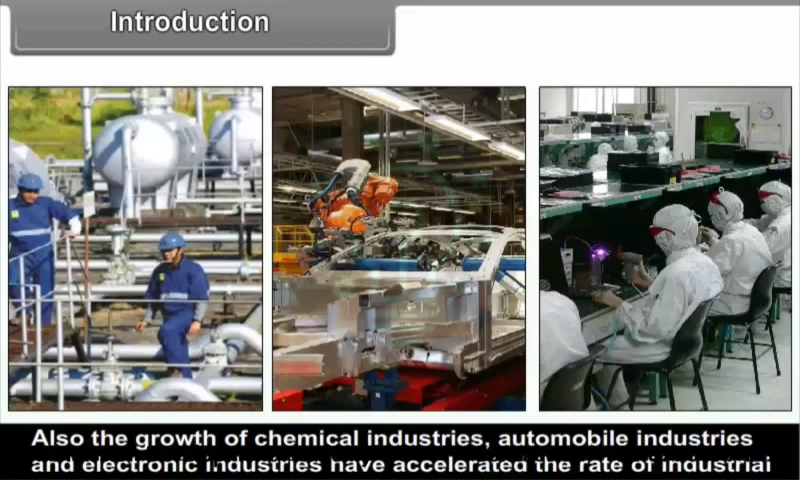 Introduction
Also the growth of chemical industries, automobile industries
and electronic industries have accelerated the rate of industrial